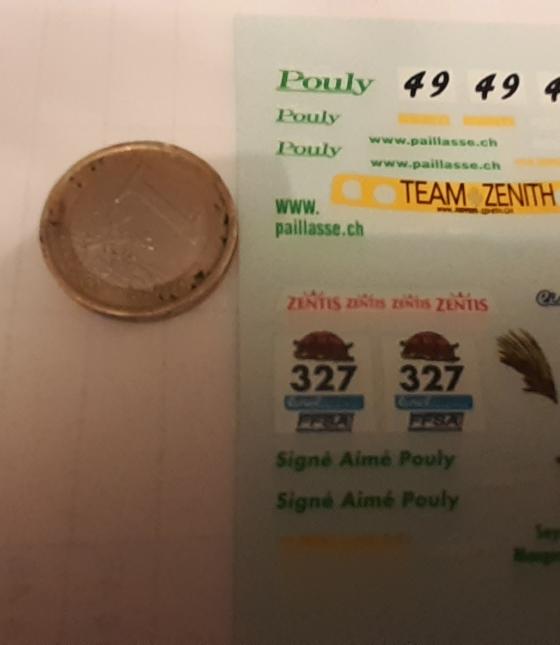 Pouly 49 49 4
Pouly
Pouly www.paillasse.ch
www.paillasse.ch
TEAM ZENITH
www.
paillasse.ch
ZENTIS ZENTIS ZENTIS ZENTIS
327 327
FFSA FFSA
Signé Aimé Pouly
Signé Aimé Pouly